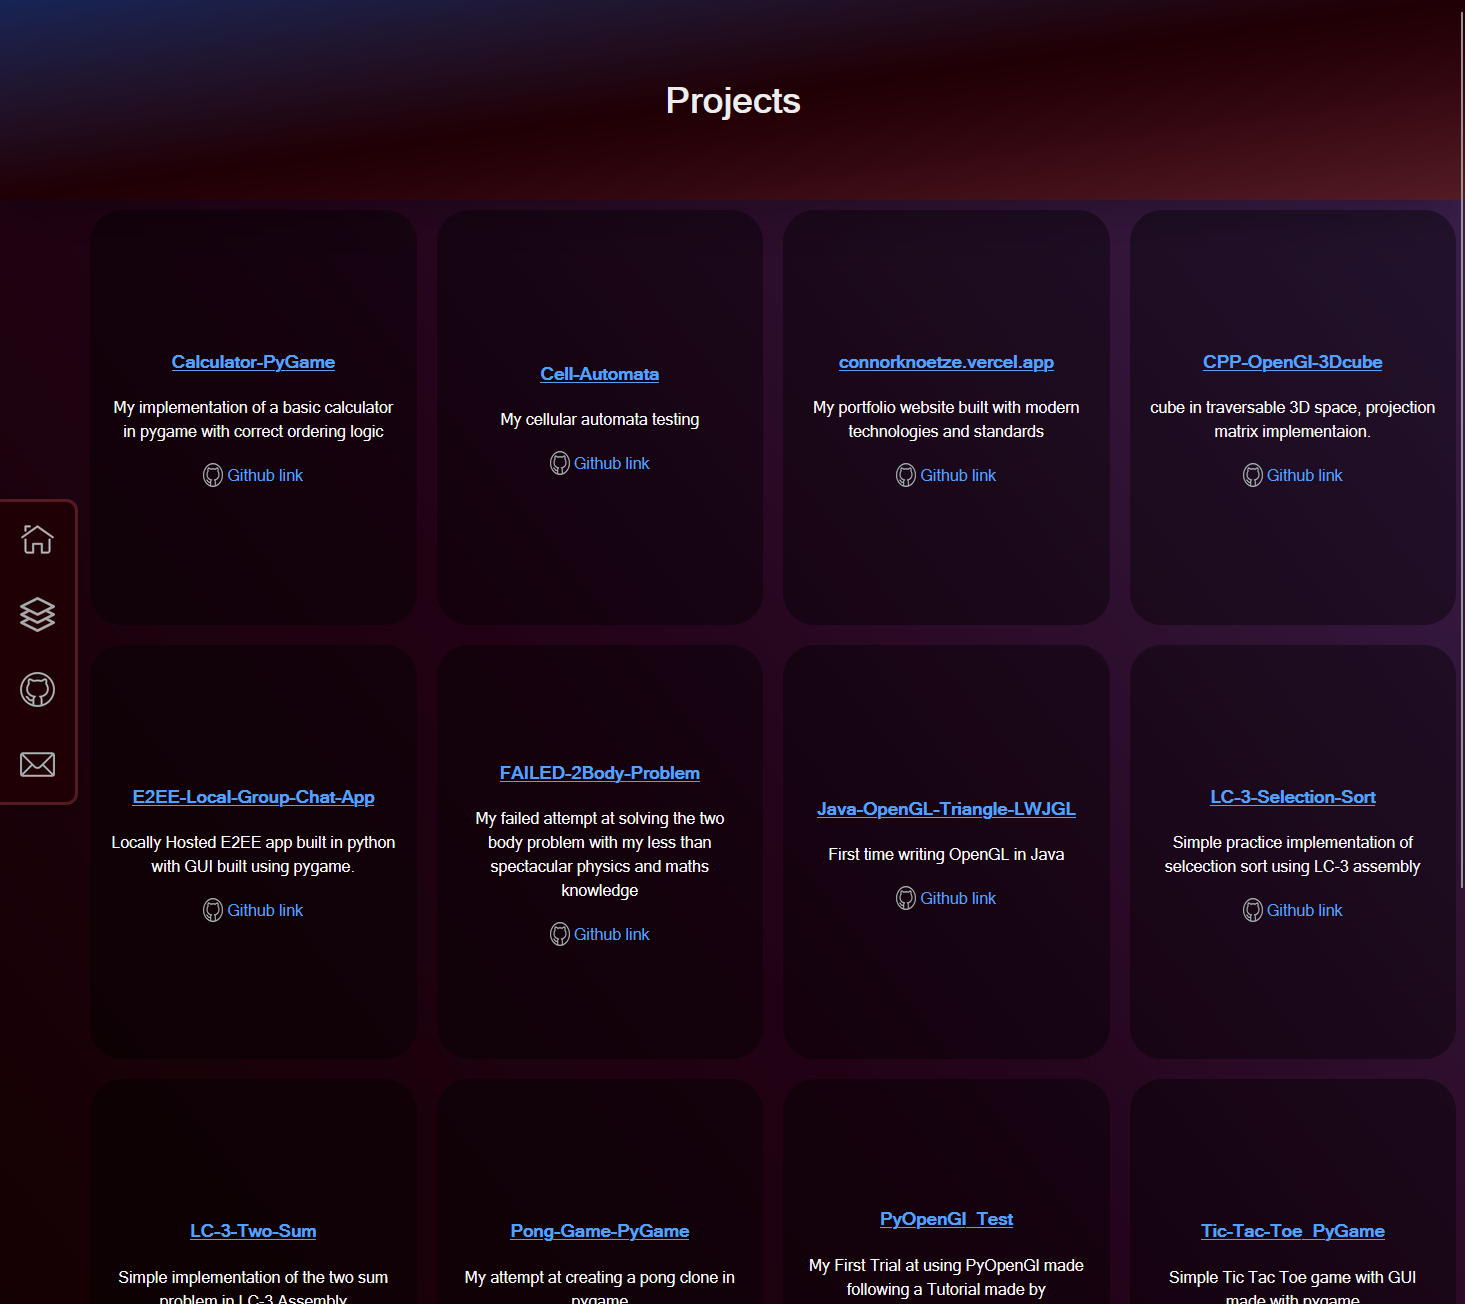 Projects
Calculator-PyGame
My implementation of a basic calculator
in pygame with correct ordering logic
Github link
Cell-Automata
My cellular automata testing
Github link
connorknoetze.vercel.app
My portfolio website built with modern
technologies and standards
Github link
CPP-OpenGl-3Dcube
cube in traversable 3D space, projection
matrix implementaion.
Github link
E2EE-Local-Group-Chat-App
Locally Hosted E2EE app built in python
with GUI built using pygame.
Github link
FAILED-2Body-Problem
My failed attempt at solving the two
body problem with my less than
spectacular physics and maths
knowledge
Github link
Java-OpenGL-Triangle-LWJGL
First time writing OpenGL in Java
Github link
LC-3-Selection-Sort
Simple practice implementation of
selcection sort using LC-3 assembly
Github link
LC-3-Two-Sum
Simple implementation of the two sum
problem in LC-3 Assembly
Pong-Game-PyGame
My attempt at creating a pong clone in
pygame
PyOpenGl_Test
My First Trial at using PyOpenGl made
following a Tutorial made by
Tic-Tac-Toe_PyGame
Simple Tic Tac Toe game with GUI
made with pygame